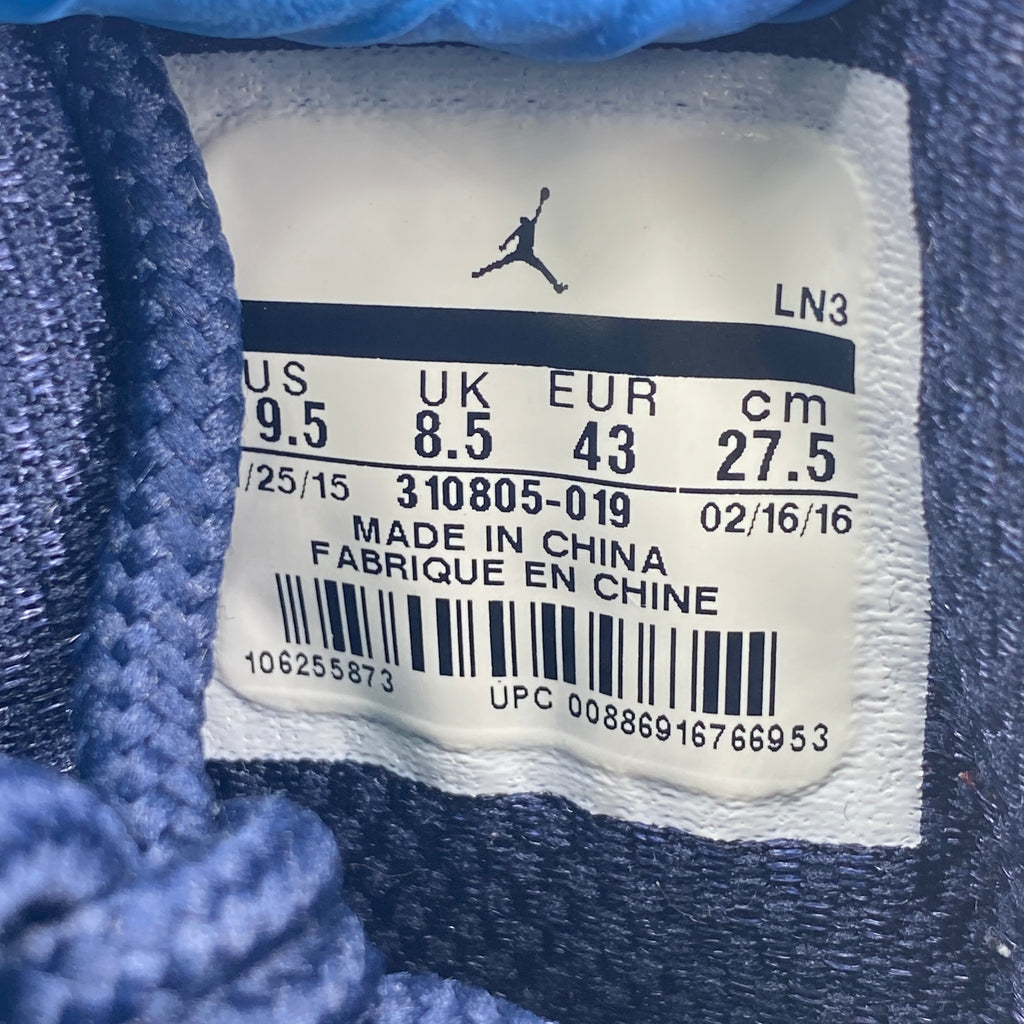 LN3
US UK EUR cm
9.5 8.5 43 27.5
/25/15 310805-019 02/16/16
MADE IN CHINA
FABRIQUE EN CHINE
106255873
UPC 00886916766953